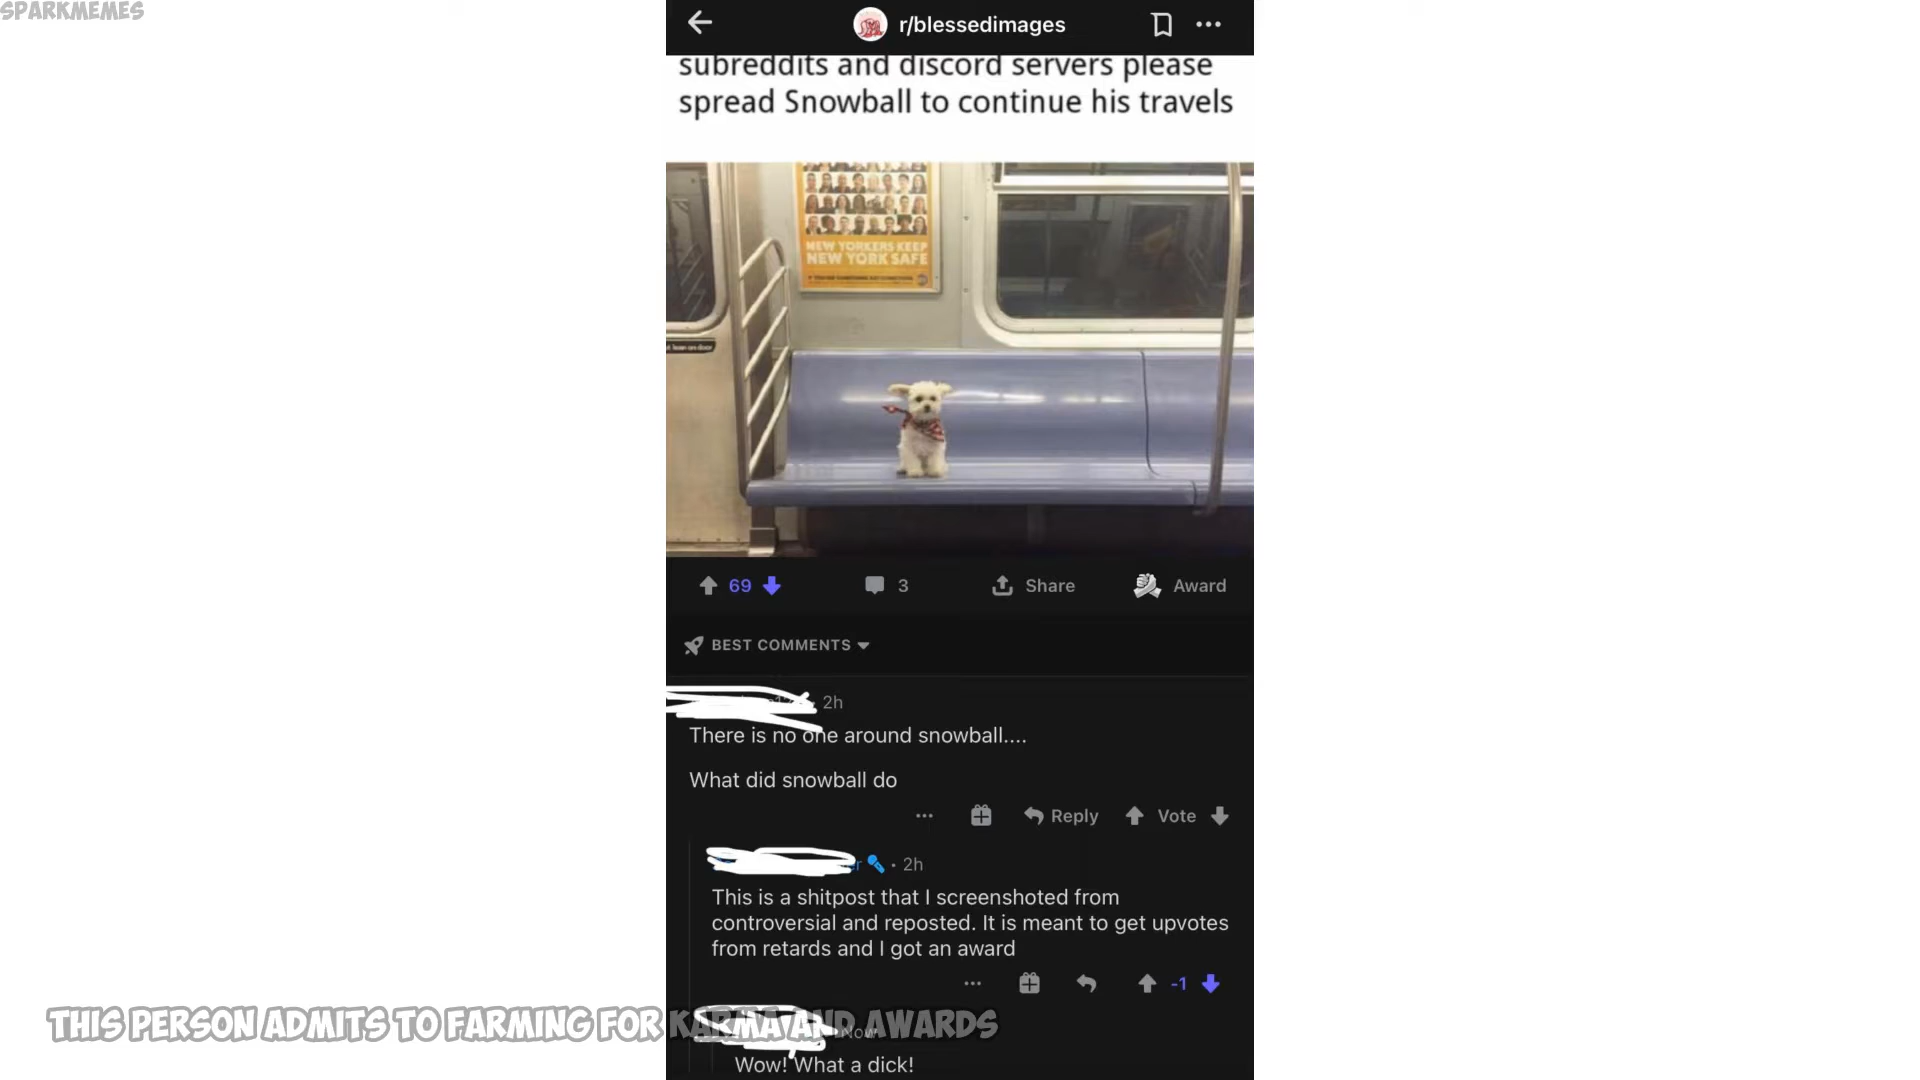 SPARKMEMES
r/blessedimages
subreddits and discord servers please
spread Snowball to continue his travels
NEW YORKERS KEEP
NEW YORK SAFE
69
3
Share
Award
BEST COMMENTS
2h
There is no one around snowball....
What did snowball do
Reply
Vote
2h
This is a shitpost that I screenshoted from
controversial and reposted. It is meant to get upvotes
from retards and I got an award
-1
THIS PERSON ADMITS TO FARMING FOR KARMA AND AWARDS
Now
Wow! What a dick!